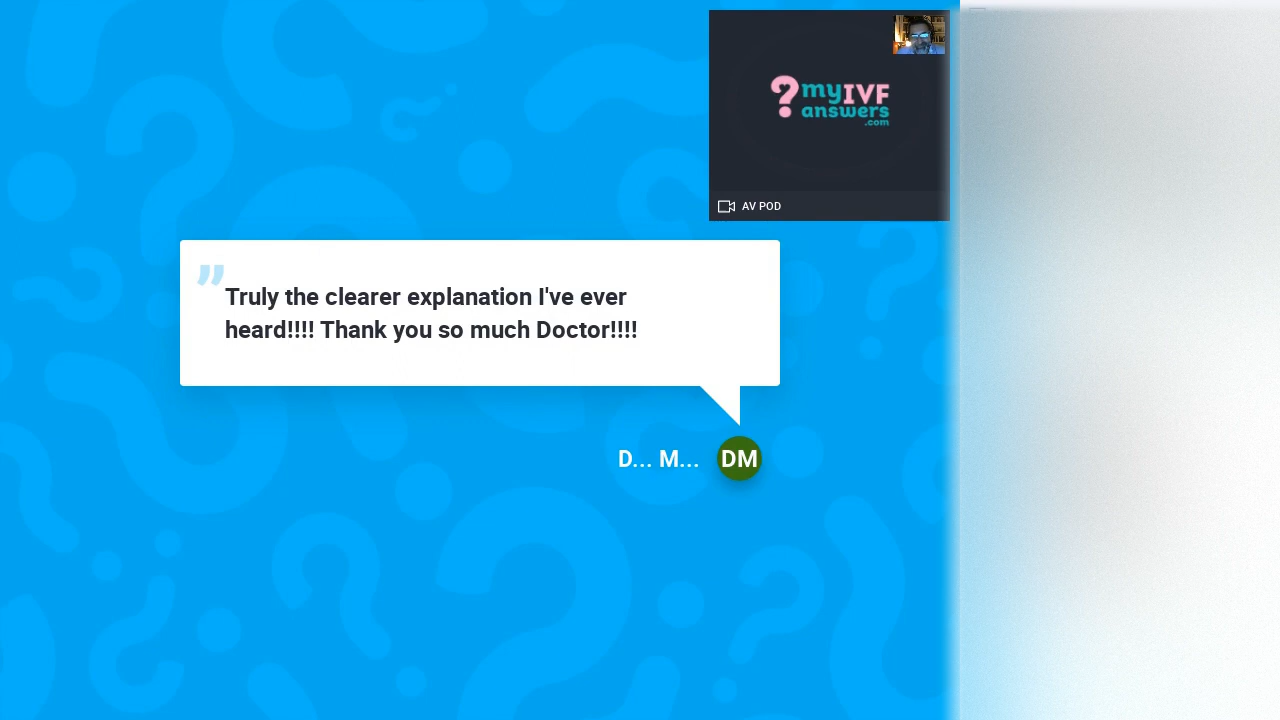 ?myIVF
answers
.com
AV POD
" Truly the clearer explanation I've ever
heard!!!! Thank you so much Doctor!!!!
D... M... DM